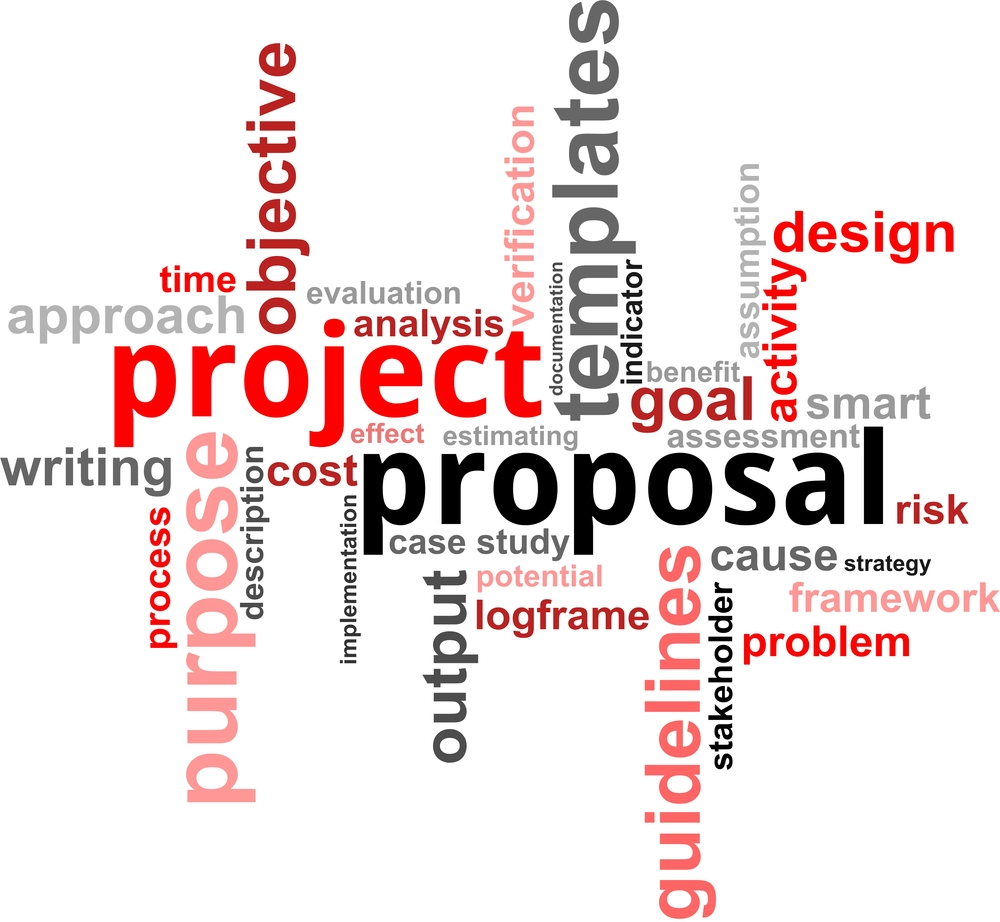 templates
objective
verification
assumption
design
time
documentation
indicator
activity
evaluation
approach
analysis
project
benefit
goal
smart
effect
estimating
assessment
purpose
writing
description
cost
proposal
implementation
risk
process
case study
cause
strategy
output
potential
guidelines
stakeholder
framework
logframe
problem